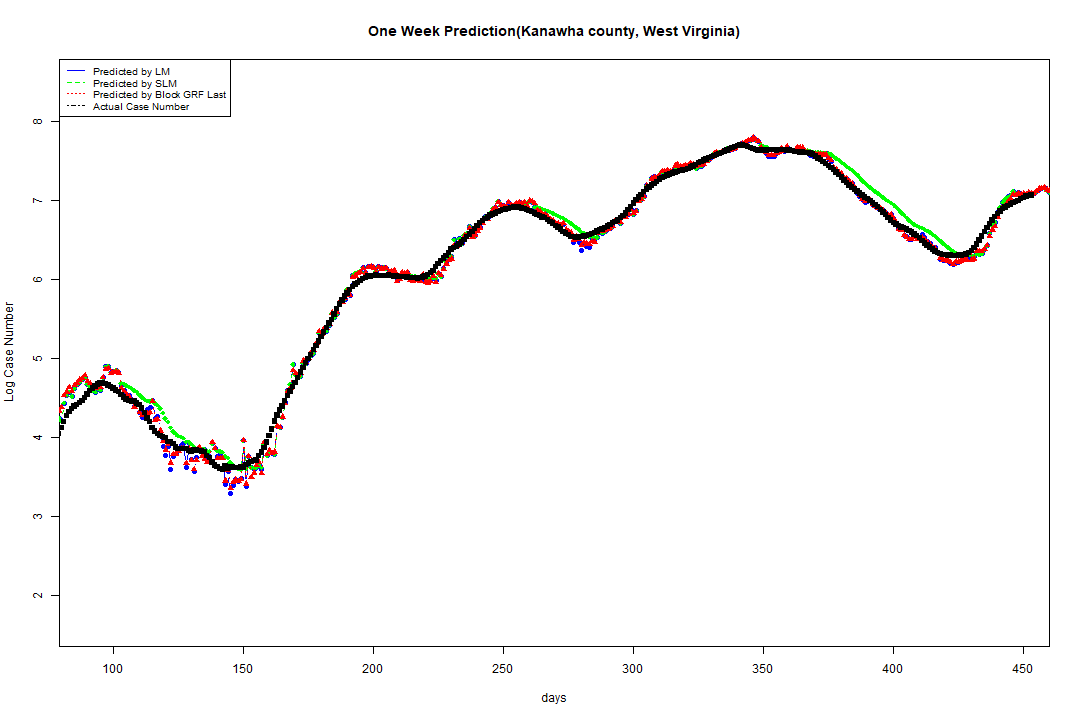 One Week Prediction(Kanawha county, West Virginia)
Predicted by LM
Predicted by SLM
Predicted by Block GRF Last
Actual Case Number
8
7
6
5
4
3
2
Log Case Number
100 150 200 250 300 350 400 450
days